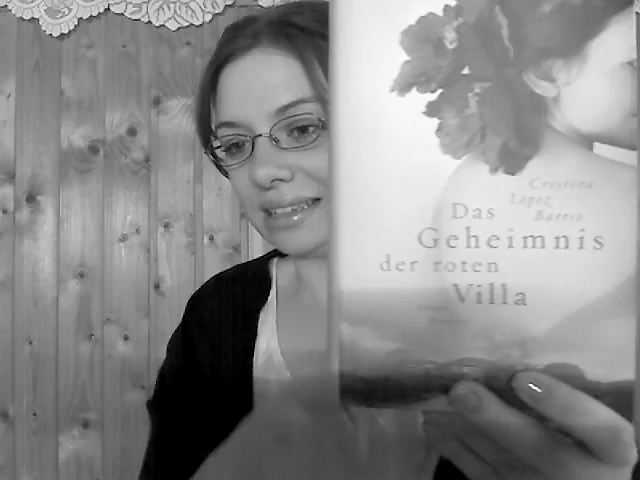 Cristina
López
Barrio
Das
Geheimnis
der roten
Villa